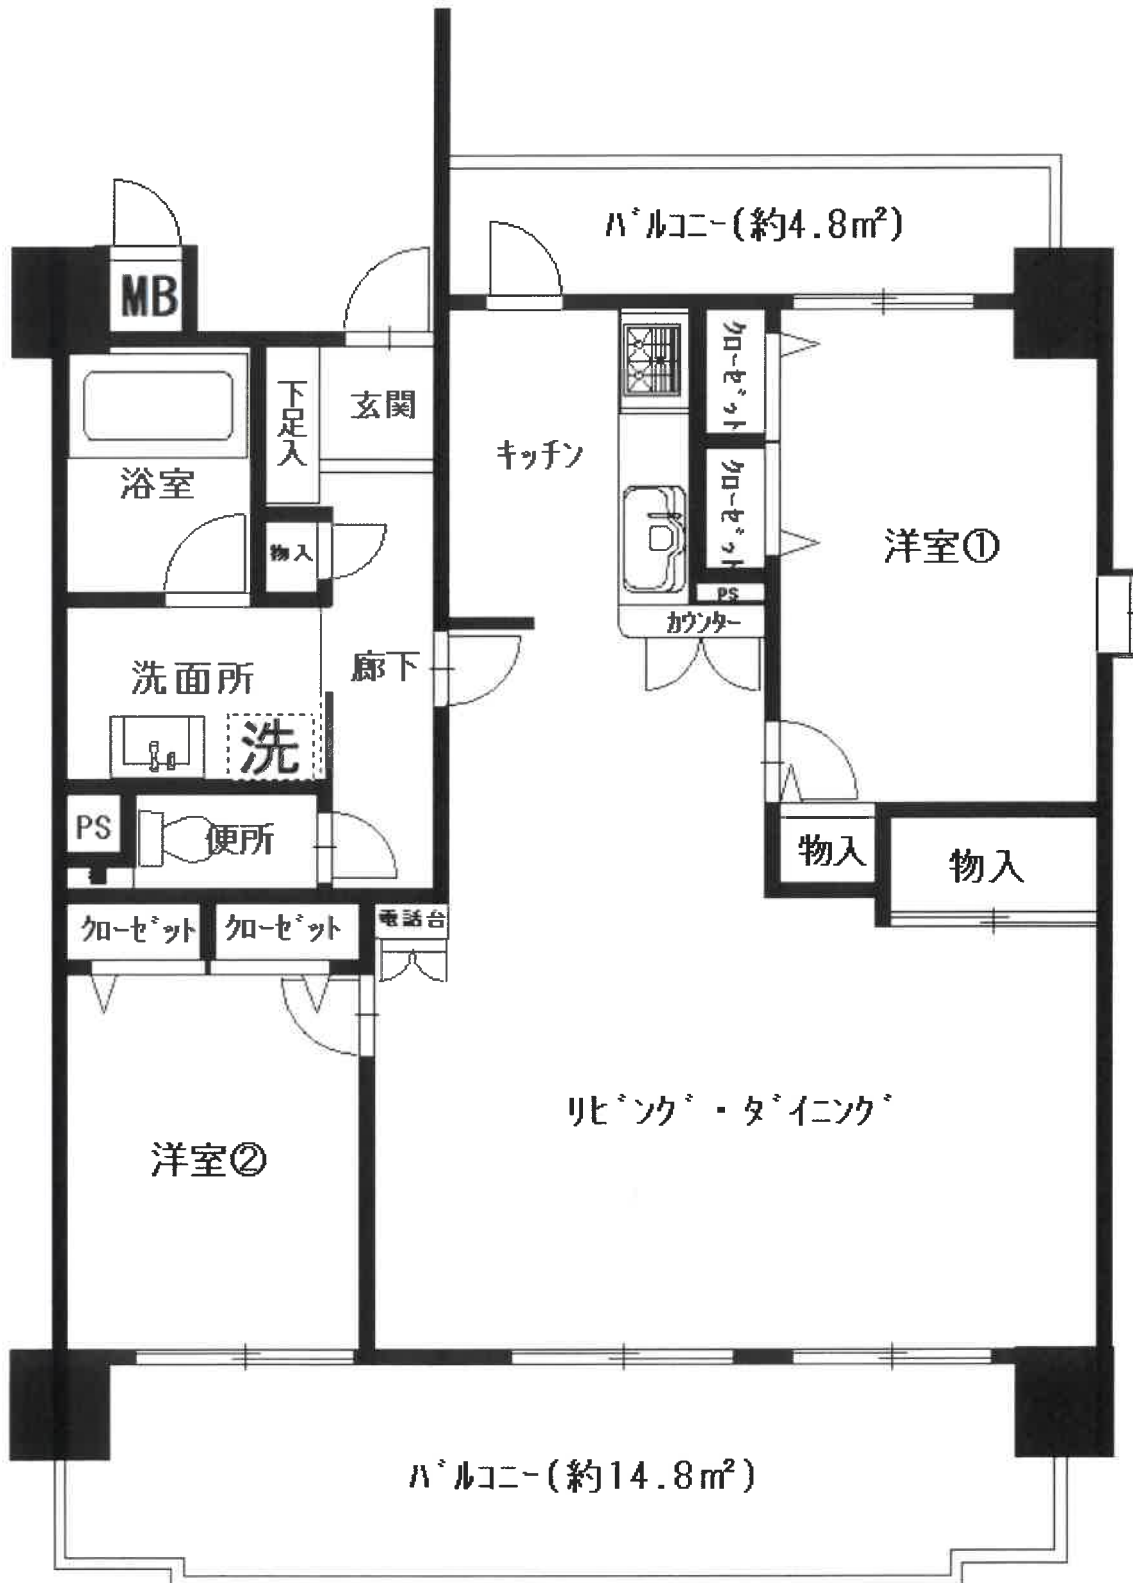 バルコニー(約4.8m²)
MB
クローゼット
下足入
玄関
キッチン
浴室
クローゼット
洋室①
物入
PS
カウンター
洗面所
廊下
洗
PS
便所
物入
物入
クローゼット
クローゼット
電話台
リビング・ダイニング
洋室②
バルコニー(約14.8m²)